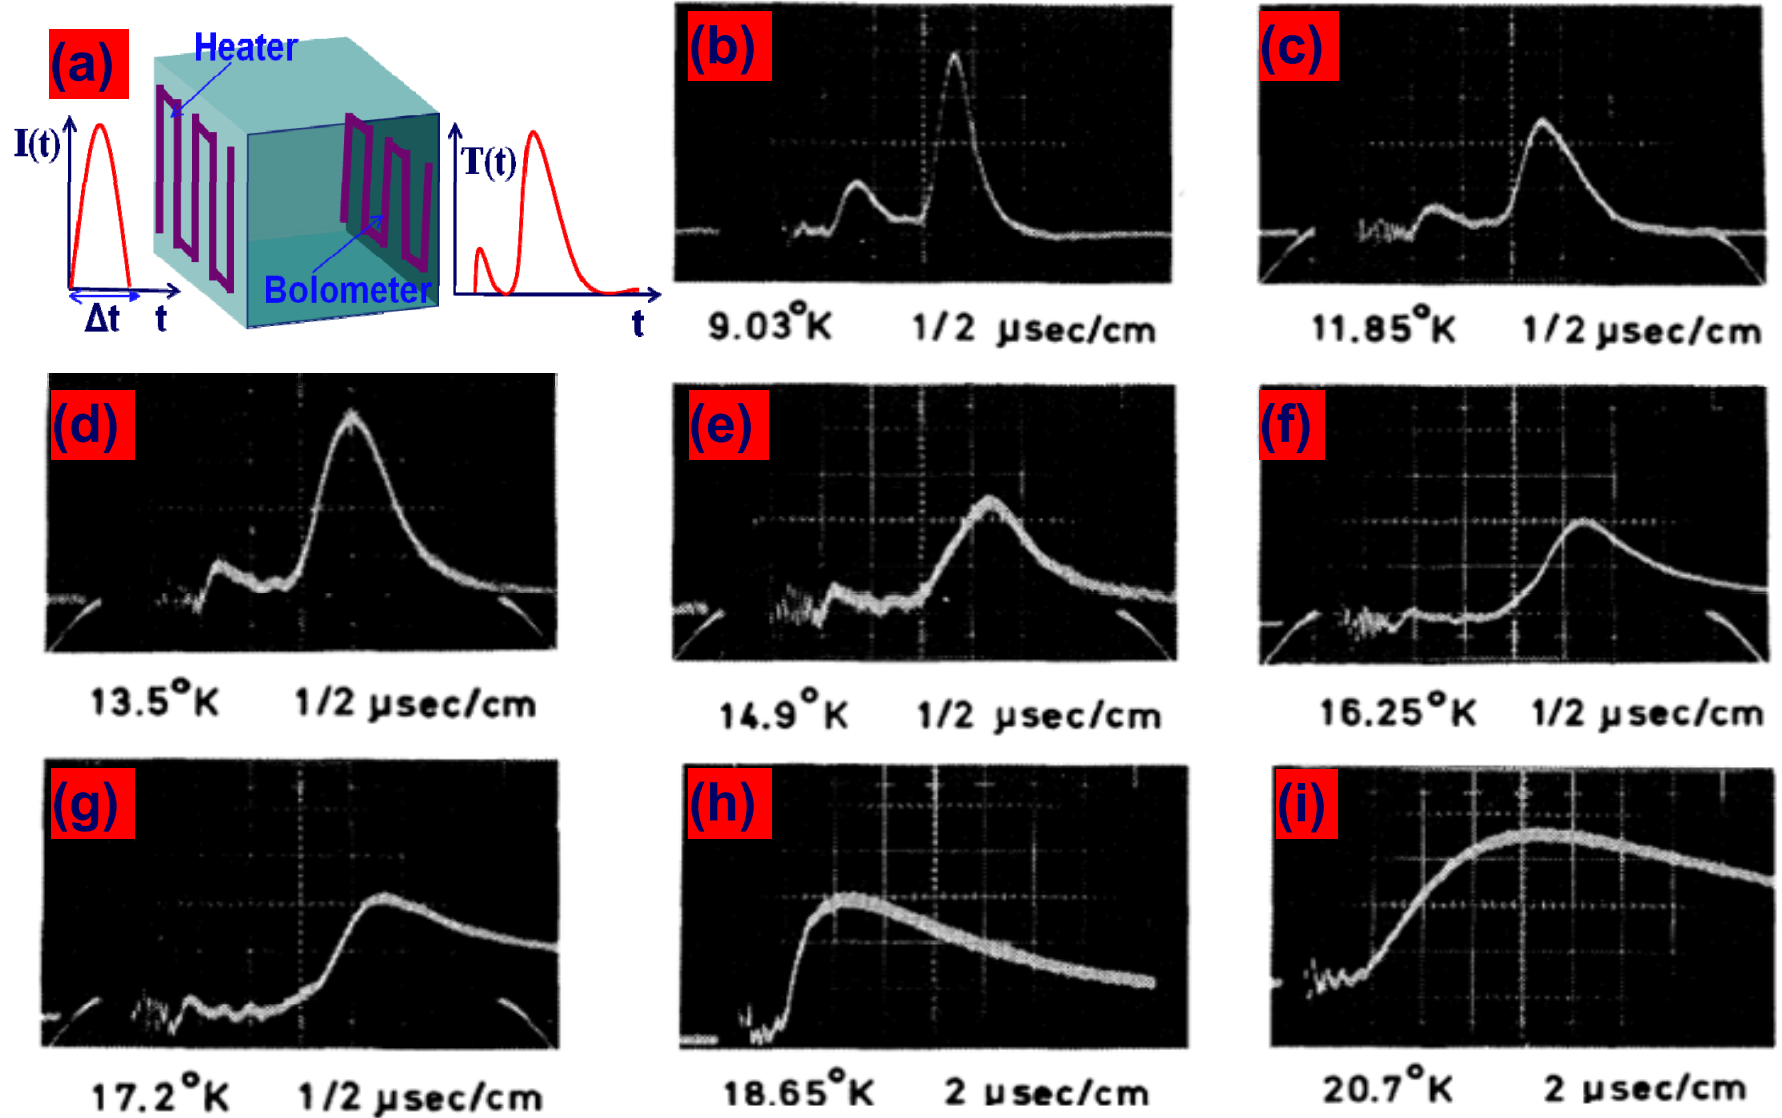 (a)
Heater
I(t)
T(t)
Bolometer
Δt t
t
(b)
9.03°K 1/2 µsec/cm
(c)
11.85°K 1/2 µsec/cm
(d)
13.5°K 1/2 µsec/cm
(e)
14.9°K 1/2 µsec/cm
(f)
16.25°K 1/2 µsec/cm
(g)
17.2°K 1/2 µsec/cm
(h)
18.65°K 2 µsec/cm
(i)
20.7°K 2 µsec/cm